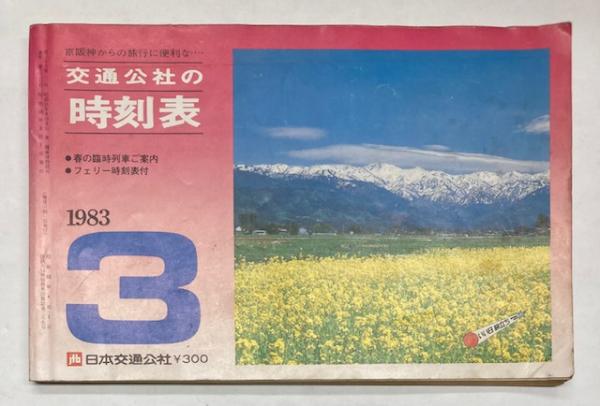 京阪神からの旅行に便利な‥‥
交通公社の
時刻表
●春の臨時列車ご案内
●フェリー時刻表付
1983
3
jtb 日本交通公社 ¥300